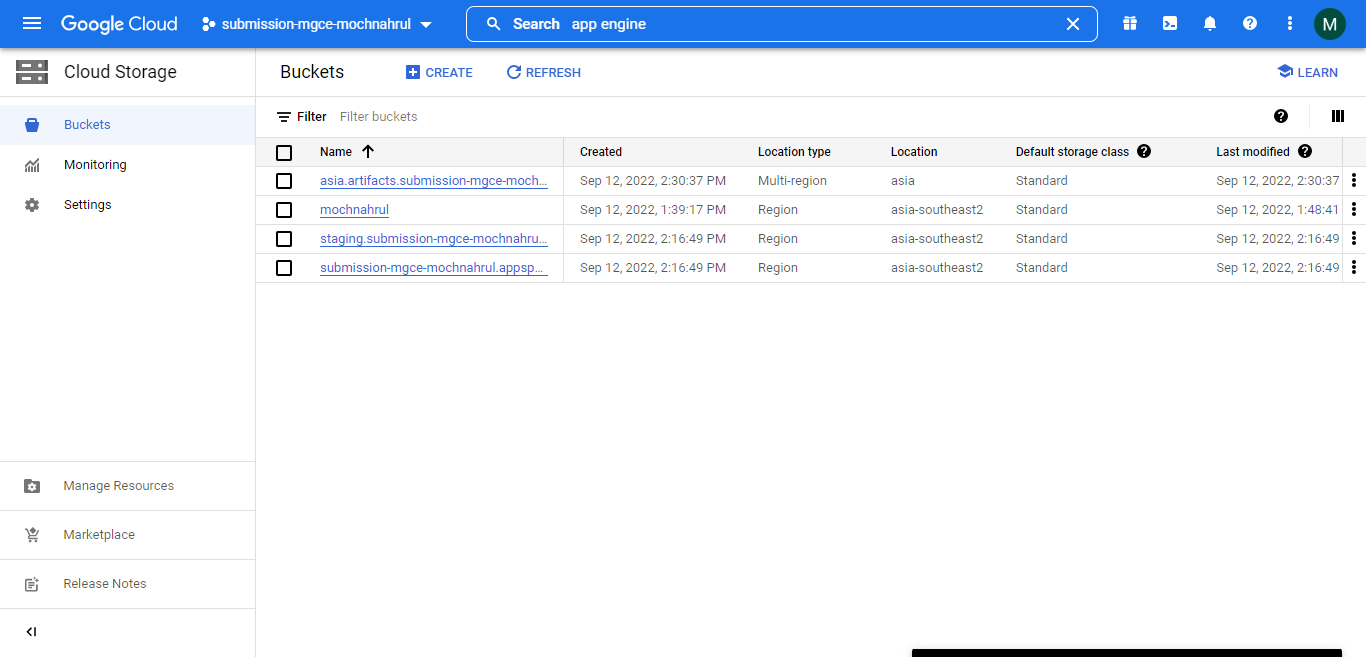 Google Cloud submission-mgce-mochnahrul Search app engine M
Cloud Storage Buckets CREATE REFRESH LEARN
Filter Filter buckets
Buckets
Monitoring
Settings
Name Created Location type Location Default storage class Last modified
asia.artifacts.submission-mgce-moch... Sep 12, 2022, 2:30:37 PM Multi-region asia Standard Sep 12, 2022, 2:30:37
mochnahrul Sep 12, 2022, 1:39:17 PM Region asia-southeast2 Standard Sep 12, 2022, 1:48:41
staging.submission-mgce-mochnahru... Sep 12, 2022, 2:16:49 PM Region asia-southeast2 Standard Sep 12, 2022, 2:16:49
submission-mgce-mochnahrul.appsp... Sep 12, 2022, 2:16:49 PM Region asia-southeast2 Standard Sep 12, 2022, 2:16:49
Manage Resources
Marketplace
Release Notes